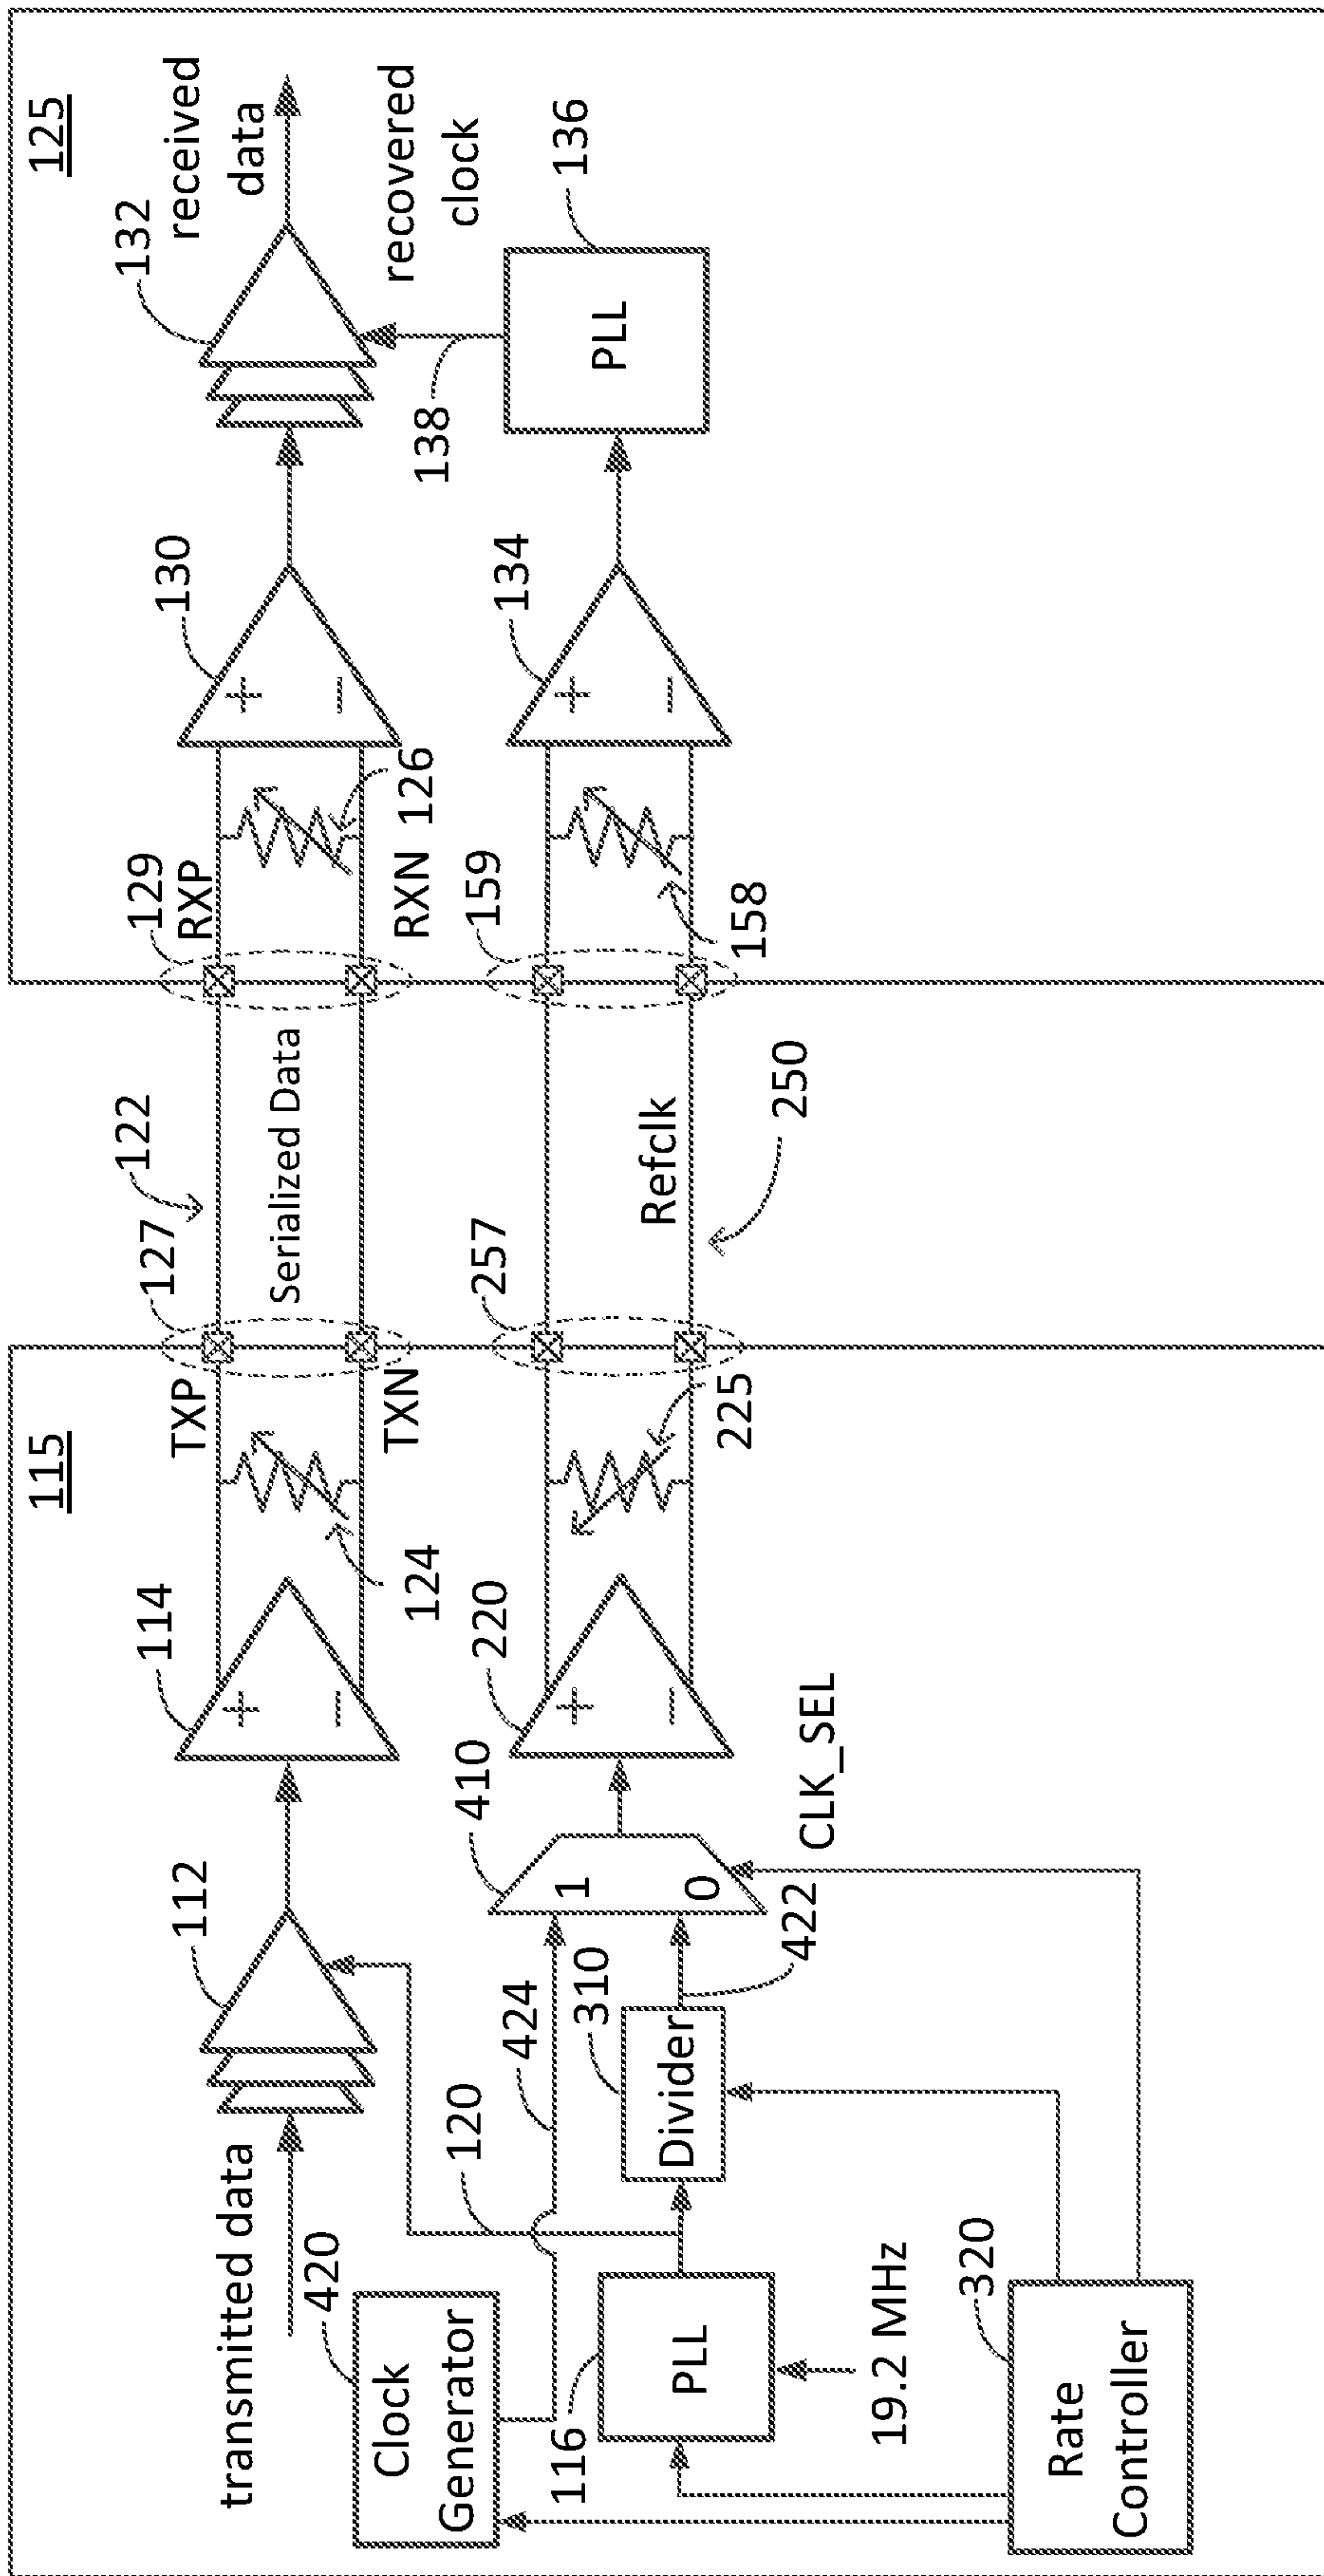 115
125
transmitted data
112
114
TXP
127
122
129
RXP
130
132
received
data
Serialized Data
124
TXN
RXN
126
recovered
clock
420
Clock
Generator
120
424
410
220
257
159
134
138
136
1
0
310
Divider
422
CLK_SEL
225
Refclk
250
158
PLL
116
PLL
19.2 MHz
320
Rate
Controller
+
−
+
−
+
−
+
−